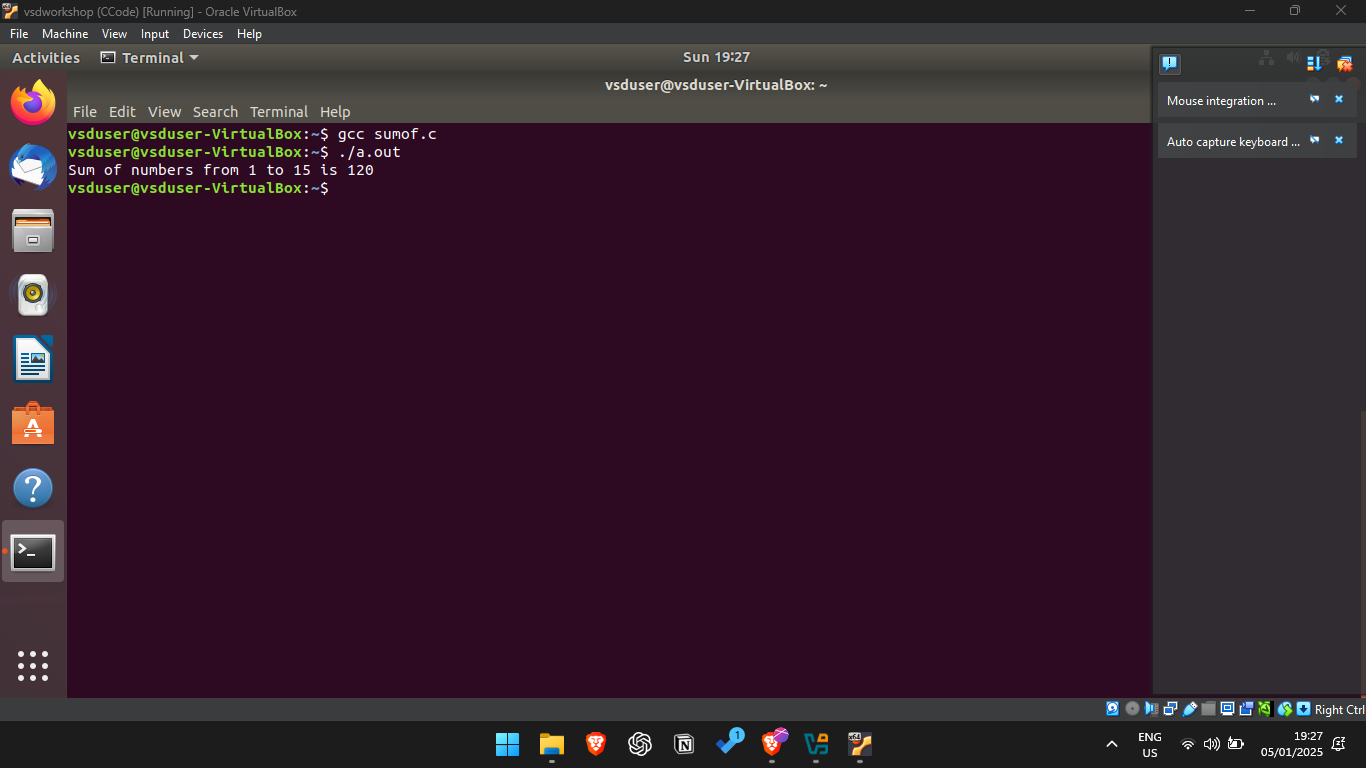 vsdworkshop (CCode) [Running] - Oracle VirtualBox
File Machine View Input Devices Help
Activities Terminal Sun 19:27
vsduser@vsduser-VirtualBox: ~
File Edit View Search Terminal Help
vsduser@vsduser-VirtualBox:~$ gcc sumof.c
vsduser@vsduser-VirtualBox:~$ ./a.out
Sum of numbers from 1 to 15 is 120
vsduser@vsduser-VirtualBox:~$
Mouse integration ...
Auto capture keyboard ...
Right Ctrl
1
ENG
US
19:27
05/01/2025